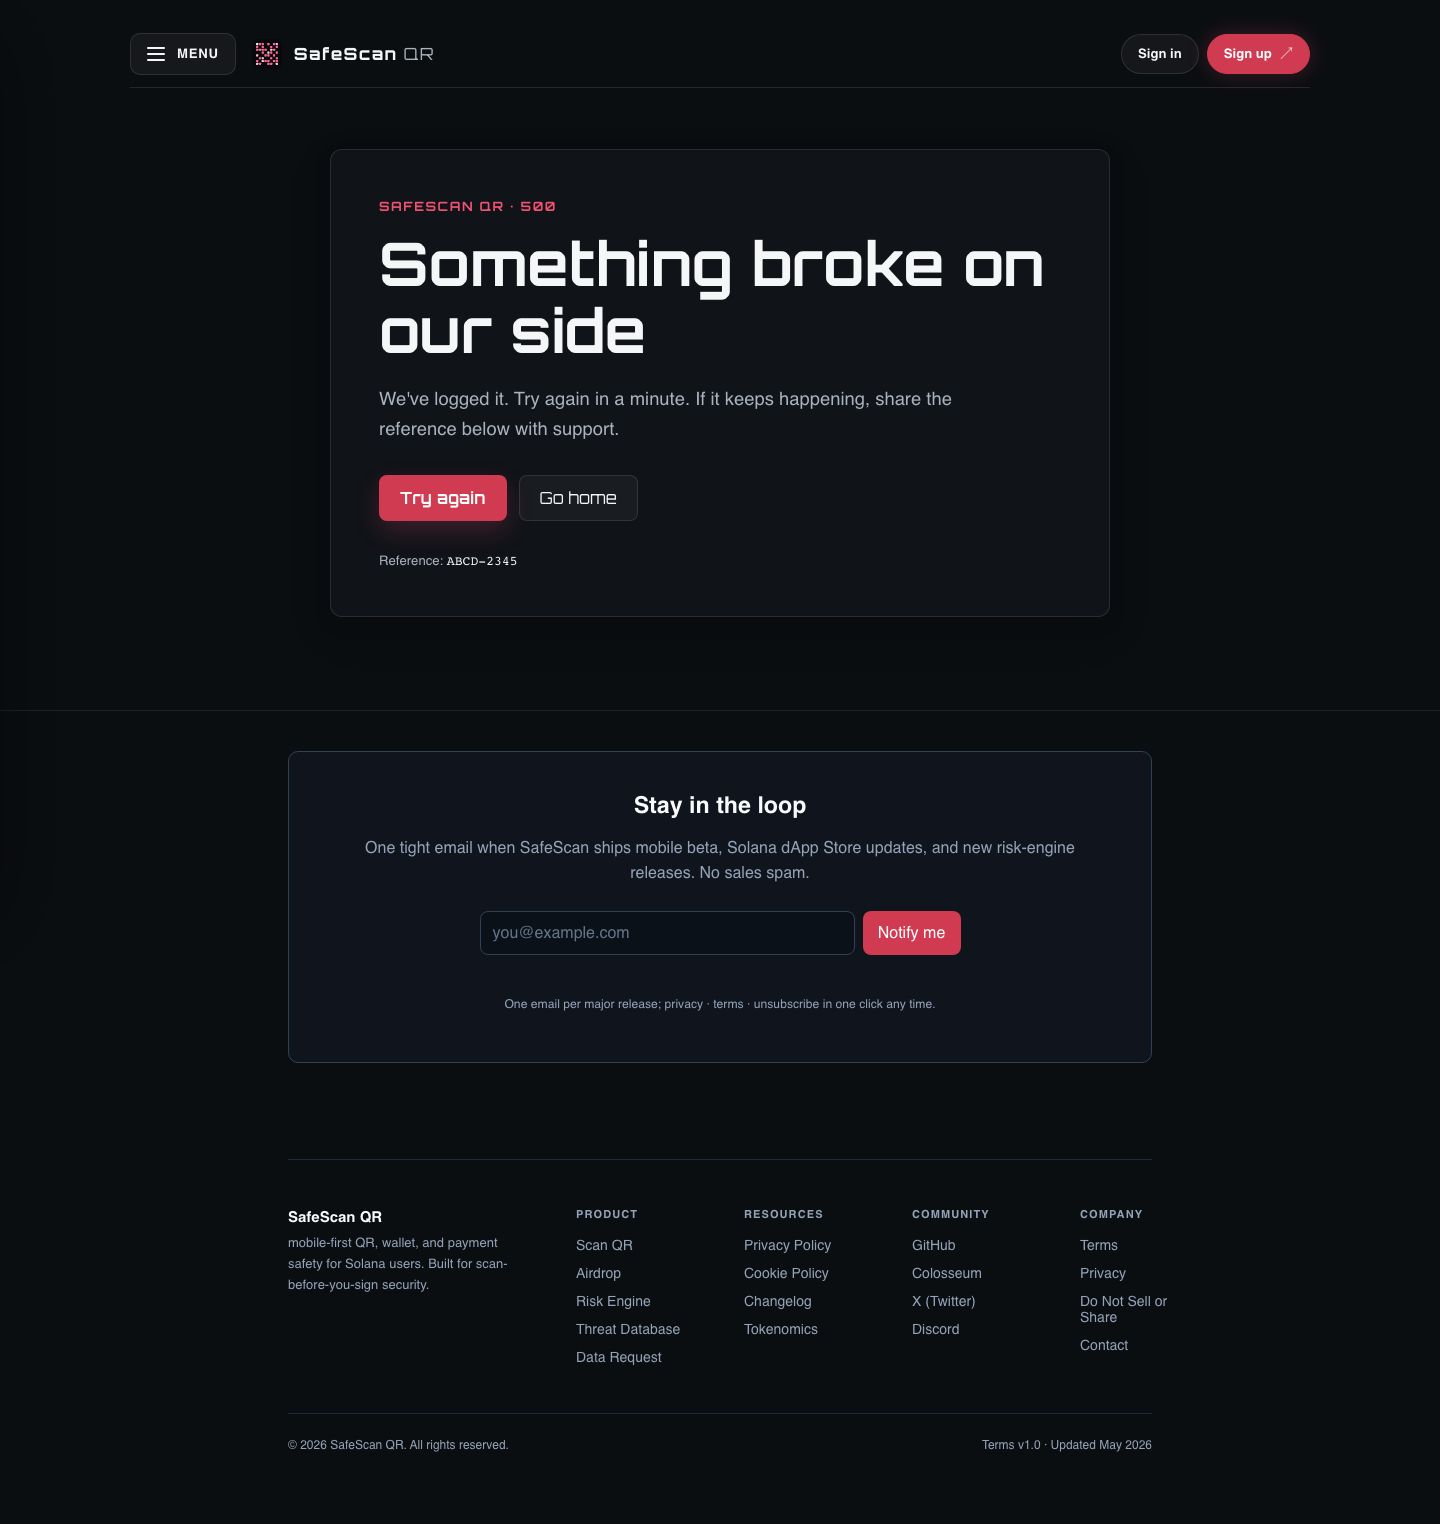 MENU
SafeScan QR
Sign in
Sign up ↗
SAFESCAN QR · 500
Something broke on
our side
We've logged it. Try again in a minute. If it keeps happening, share the
reference below with support.
Try again
Go home
Reference: ABCD-2345
Stay in the loop
One tight email when SafeScan ships mobile beta, Solana dApp Store updates, and new risk-engine
releases. No sales spam.
you@example.com
Notify me
One email per major release; privacy · terms · unsubscribe in one click any time.
SafeScan QR
mobile-first QR, wallet, and payment
safety for Solana users. Built for scan-
before-you-sign security.
PRODUCT
Scan QR
Airdrop
Risk Engine
Threat Database
Data Request
RESOURCES
Privacy Policy
Cookie Policy
Changelog
Tokenomics
COMMUNITY
GitHub
Colosseum
X (Twitter)
Discord
COMPANY
Terms
Privacy
Do Not Sell or
Share
Contact
© 2026 SafeScan QR. All rights reserved.
Terms v1.0 · Updated May 2026